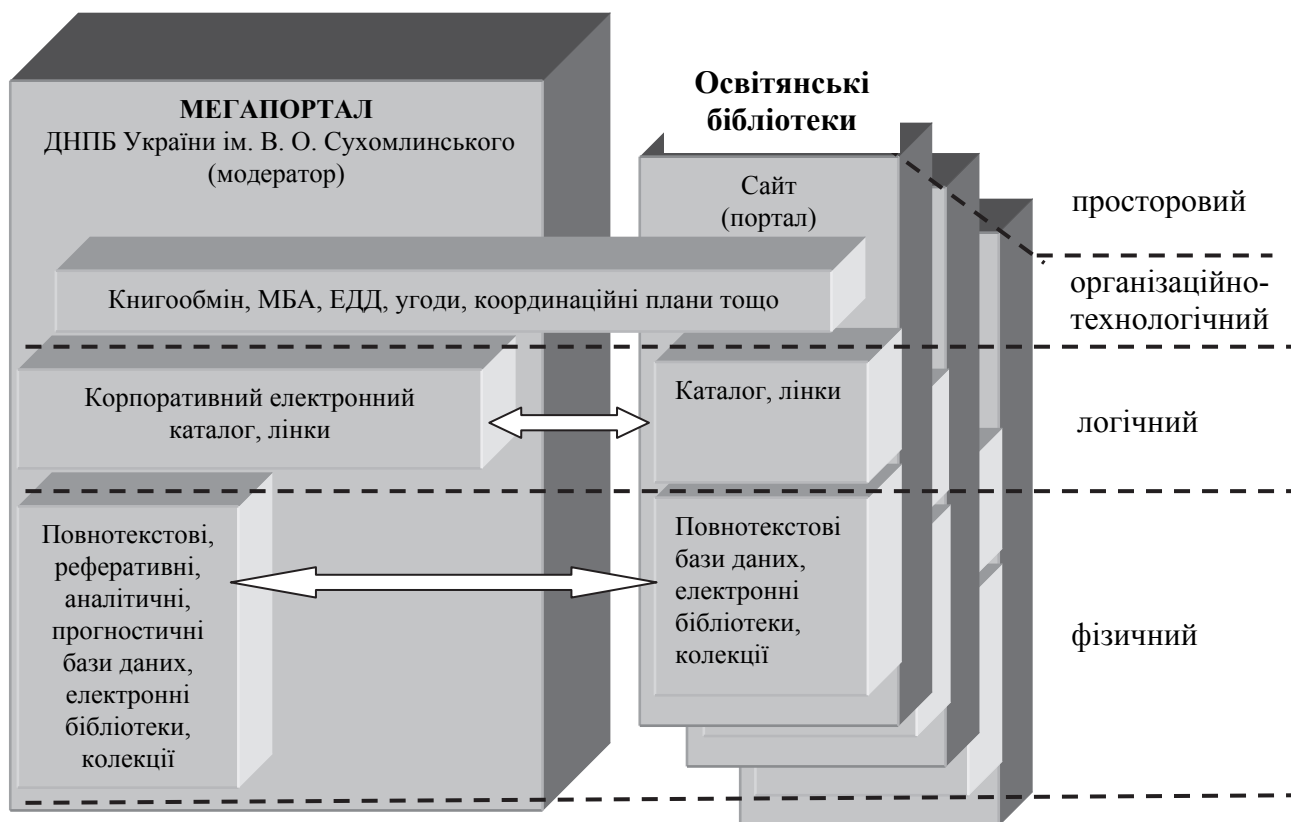 МЕГАПОРТАЛ
ДНПБ України ім. В. О. Сухомлинського
(модератор)
Освітянські
бібліотеки
Сайт
(портал)
просторовий
Книгообмін, МБА, ЕДД, угоди, координаційні плани тощо
організаційно-
технологічний
Корпоративний електронний
каталог, лінки
Каталог, лінки
логічний
Повнотекстові,
реферативні,
аналітичні,
прогностичні
бази даних,
електронні
бібліотеки,
колекції
Повнотекстові
бази даних,
електронні
бібліотеки,
колекції
фізичний